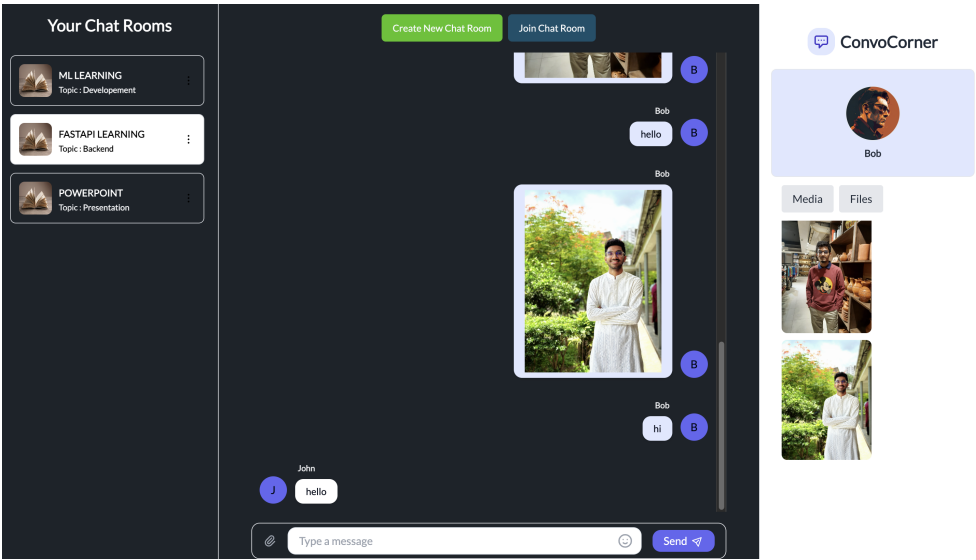 Your Chat Rooms
ML LEARNING
Topic : Developement
FASTAPI LEARNING
Topic : Backend
POWERPOINT
Topic : Presentation
Create New Chat Room
Join Chat Room
B
Bob
hello
B
Bob
B
Bob
hi
B
John
J
hello
Type a message
Send
ConvoCorner
Bob
Media
Files